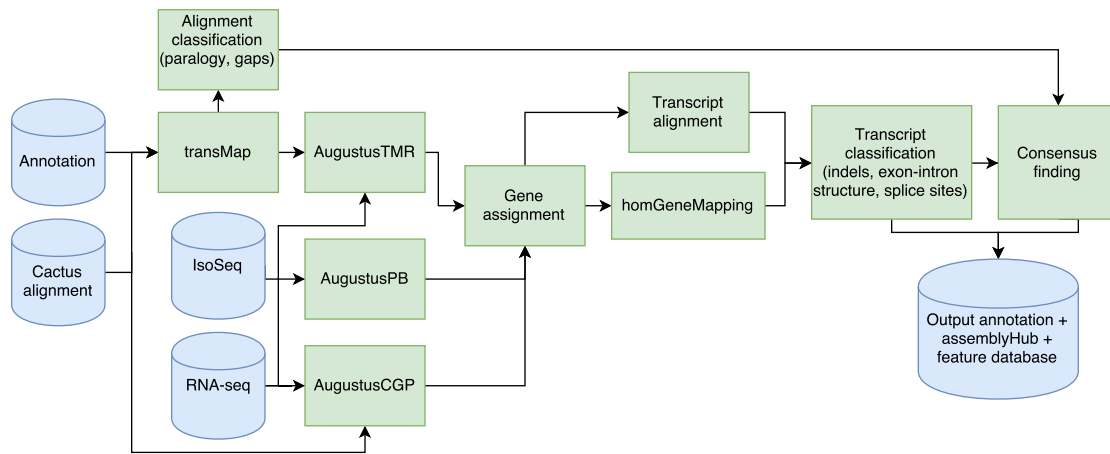 Alignment
classification
(paralogy, gaps)
Annotation
transMap
AugustusTMR
Transcript
alignment
Transcript
classification
(indels, exon-intron
structure, splice sites)
Consensus
finding
Gene
assignment
homGeneMapping
Cactus
alignment
IsoSeq
AugustusPB
RNA-seq
AugustusCGP
Output annotation +
assemblyHub +
feature database